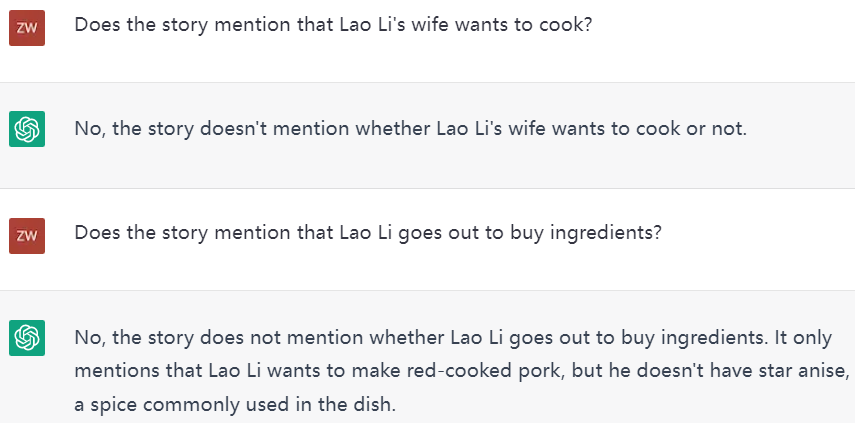 ZW
Does the story mention that Lao Li's wife wants to cook?
No, the story doesn't mention whether Lao Li's wife wants to cook or not.
ZW
Does the story mention that Lao Li goes out to buy ingredients?
No, the story does not mention whether Lao Li goes out to buy ingredients. It only
mentions that Lao Li wants to make red-cooked pork, but he doesn't have star anise,
a spice commonly used in the dish.